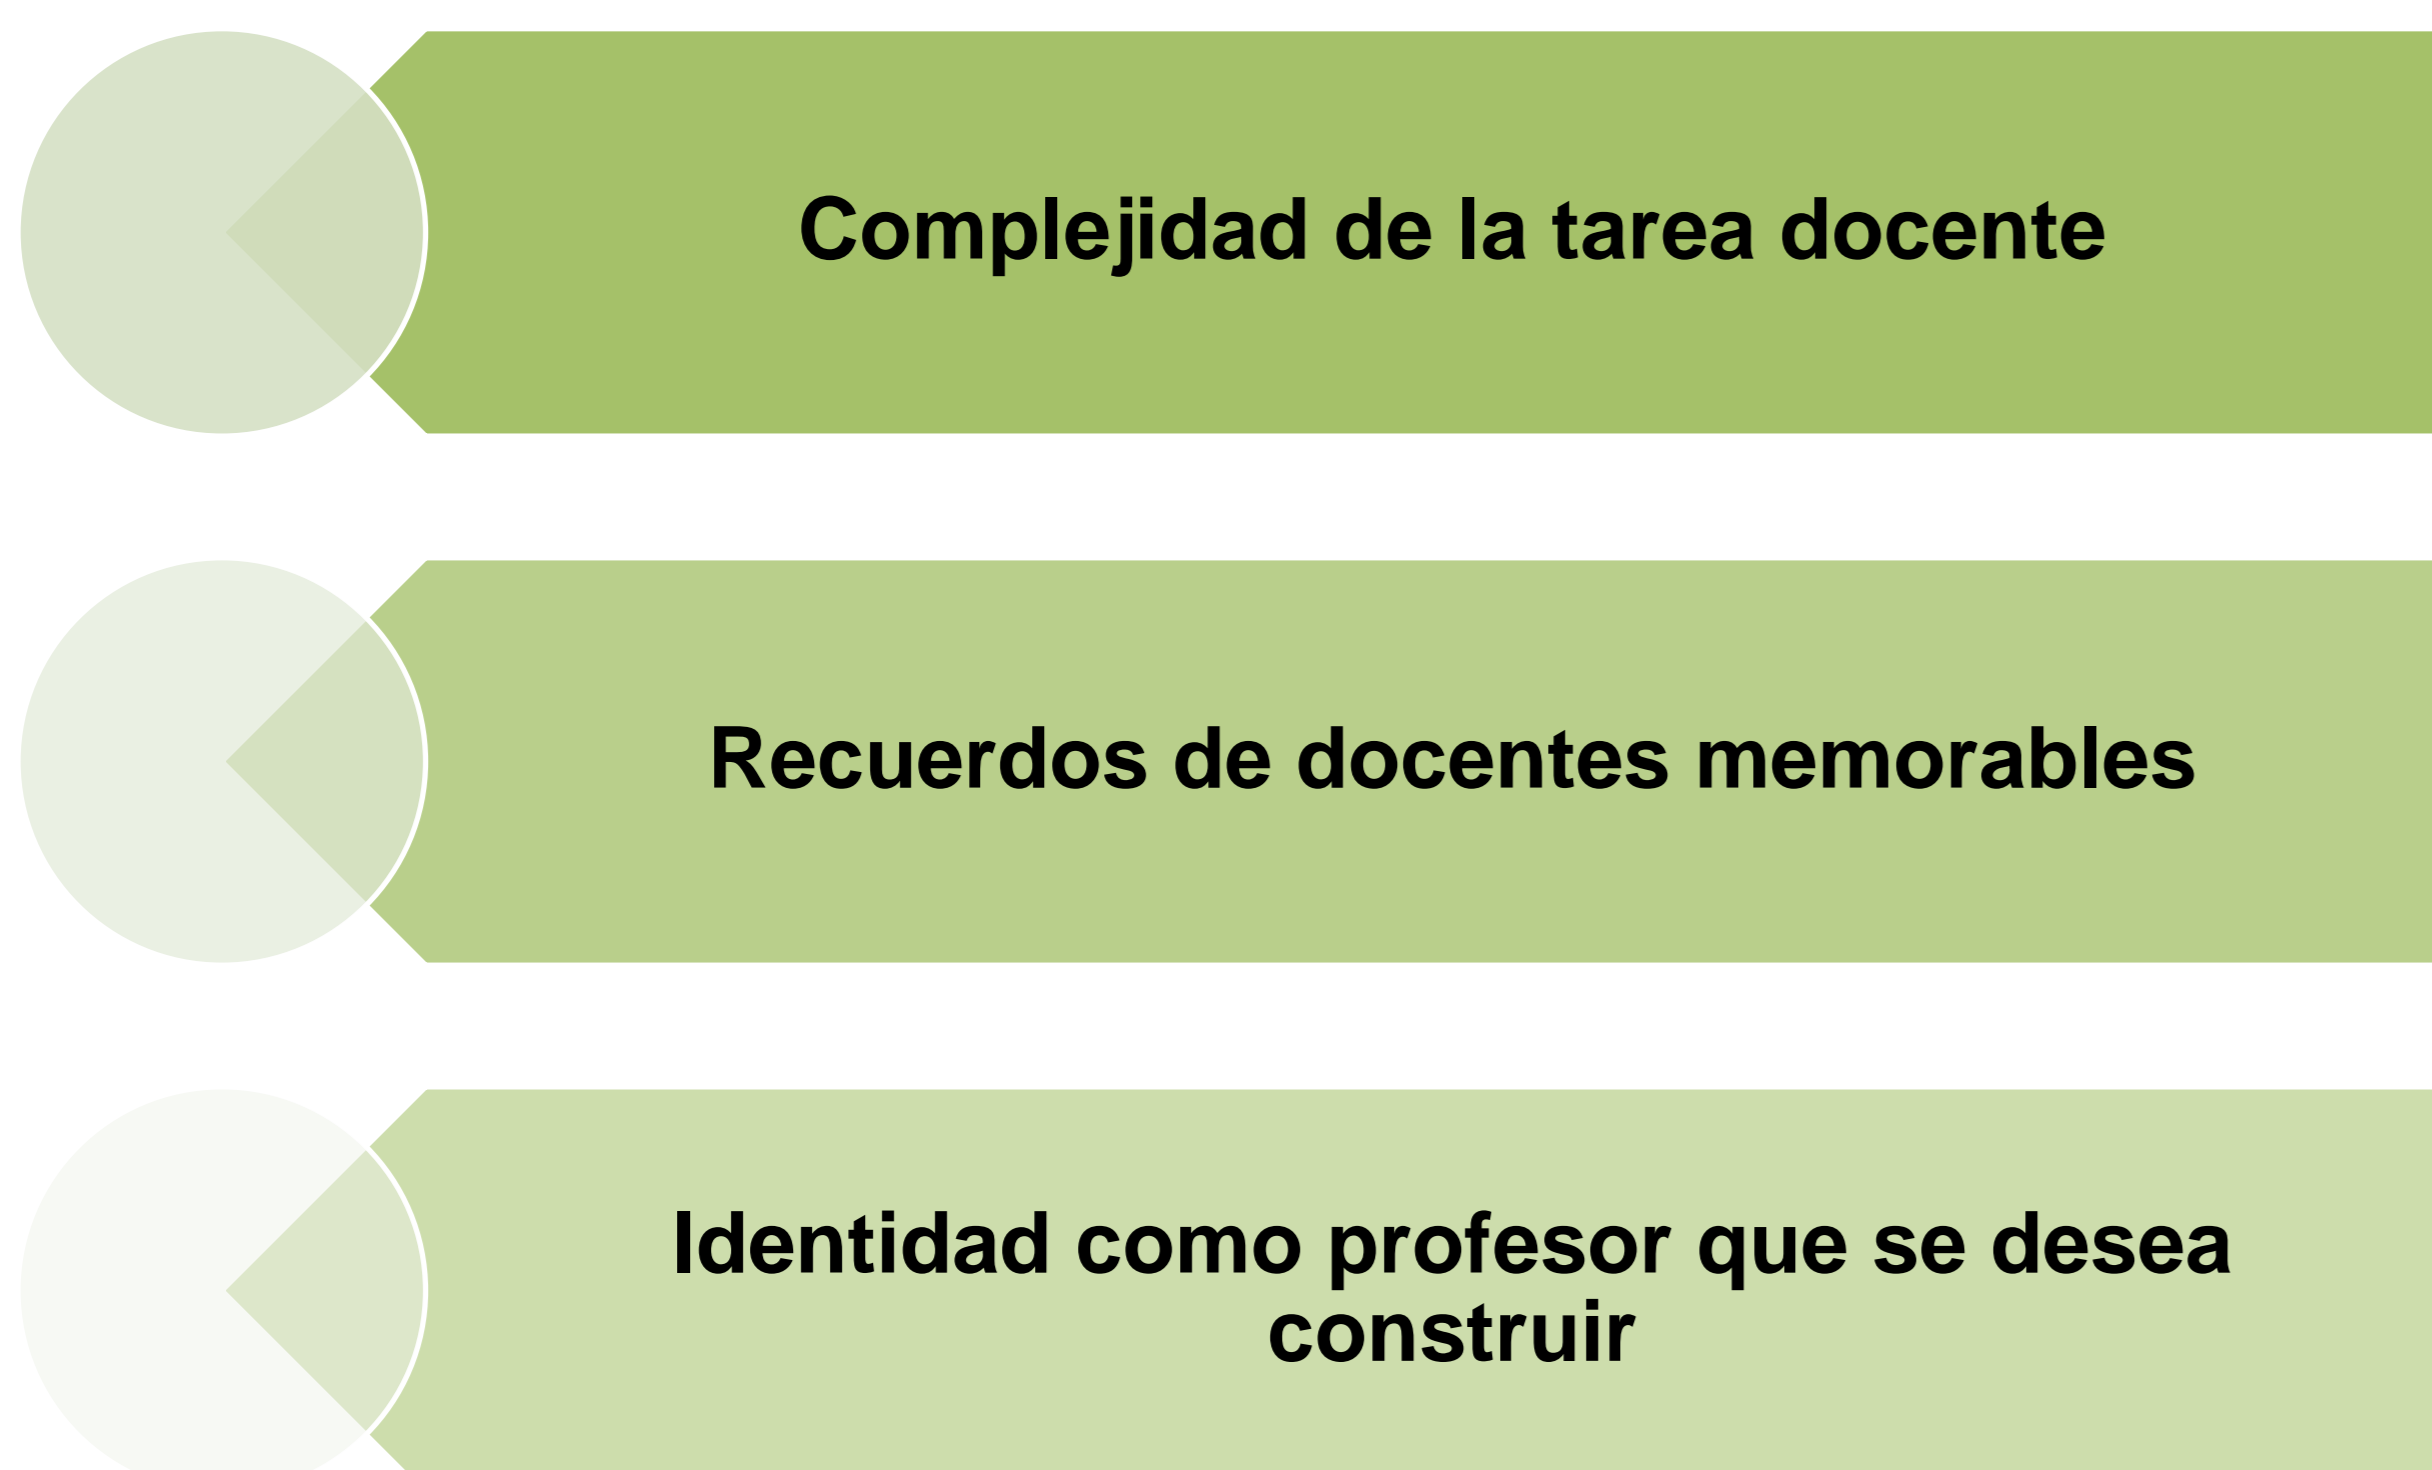 Complejidad de la tarea docente
Recuerdos de docentes memorables
Identidad como profesor que se desea
construir